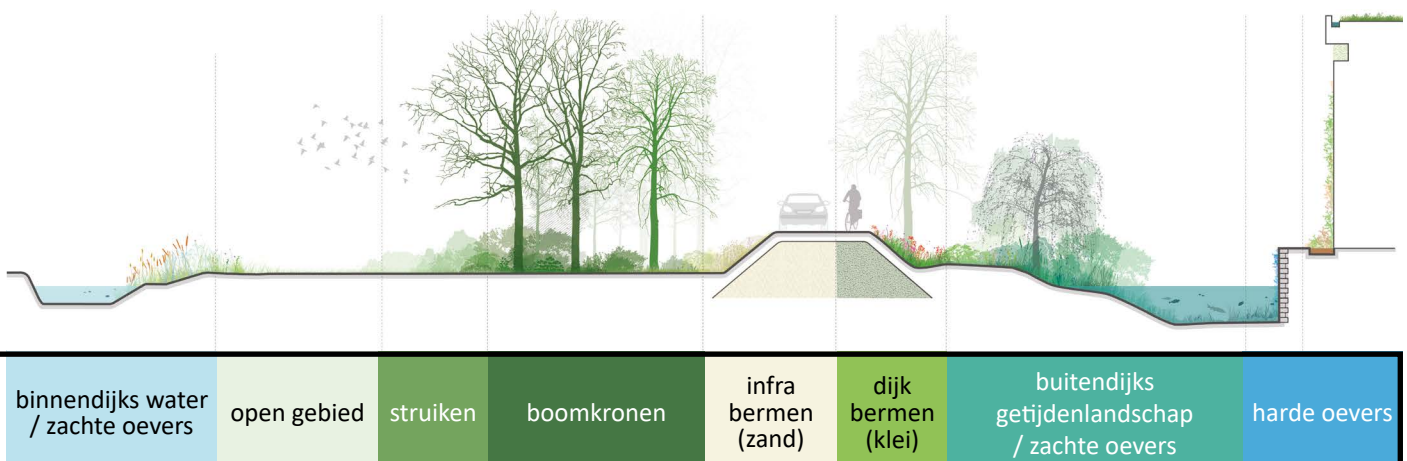 binnendijks water
/ zachte oevers
open gebied
struiken
boomkronen
infra
bermen
(zand)
dijk
bermen
(klei)
buitendijks
getijdenlandschap
/ zachte oevers
harde oevers